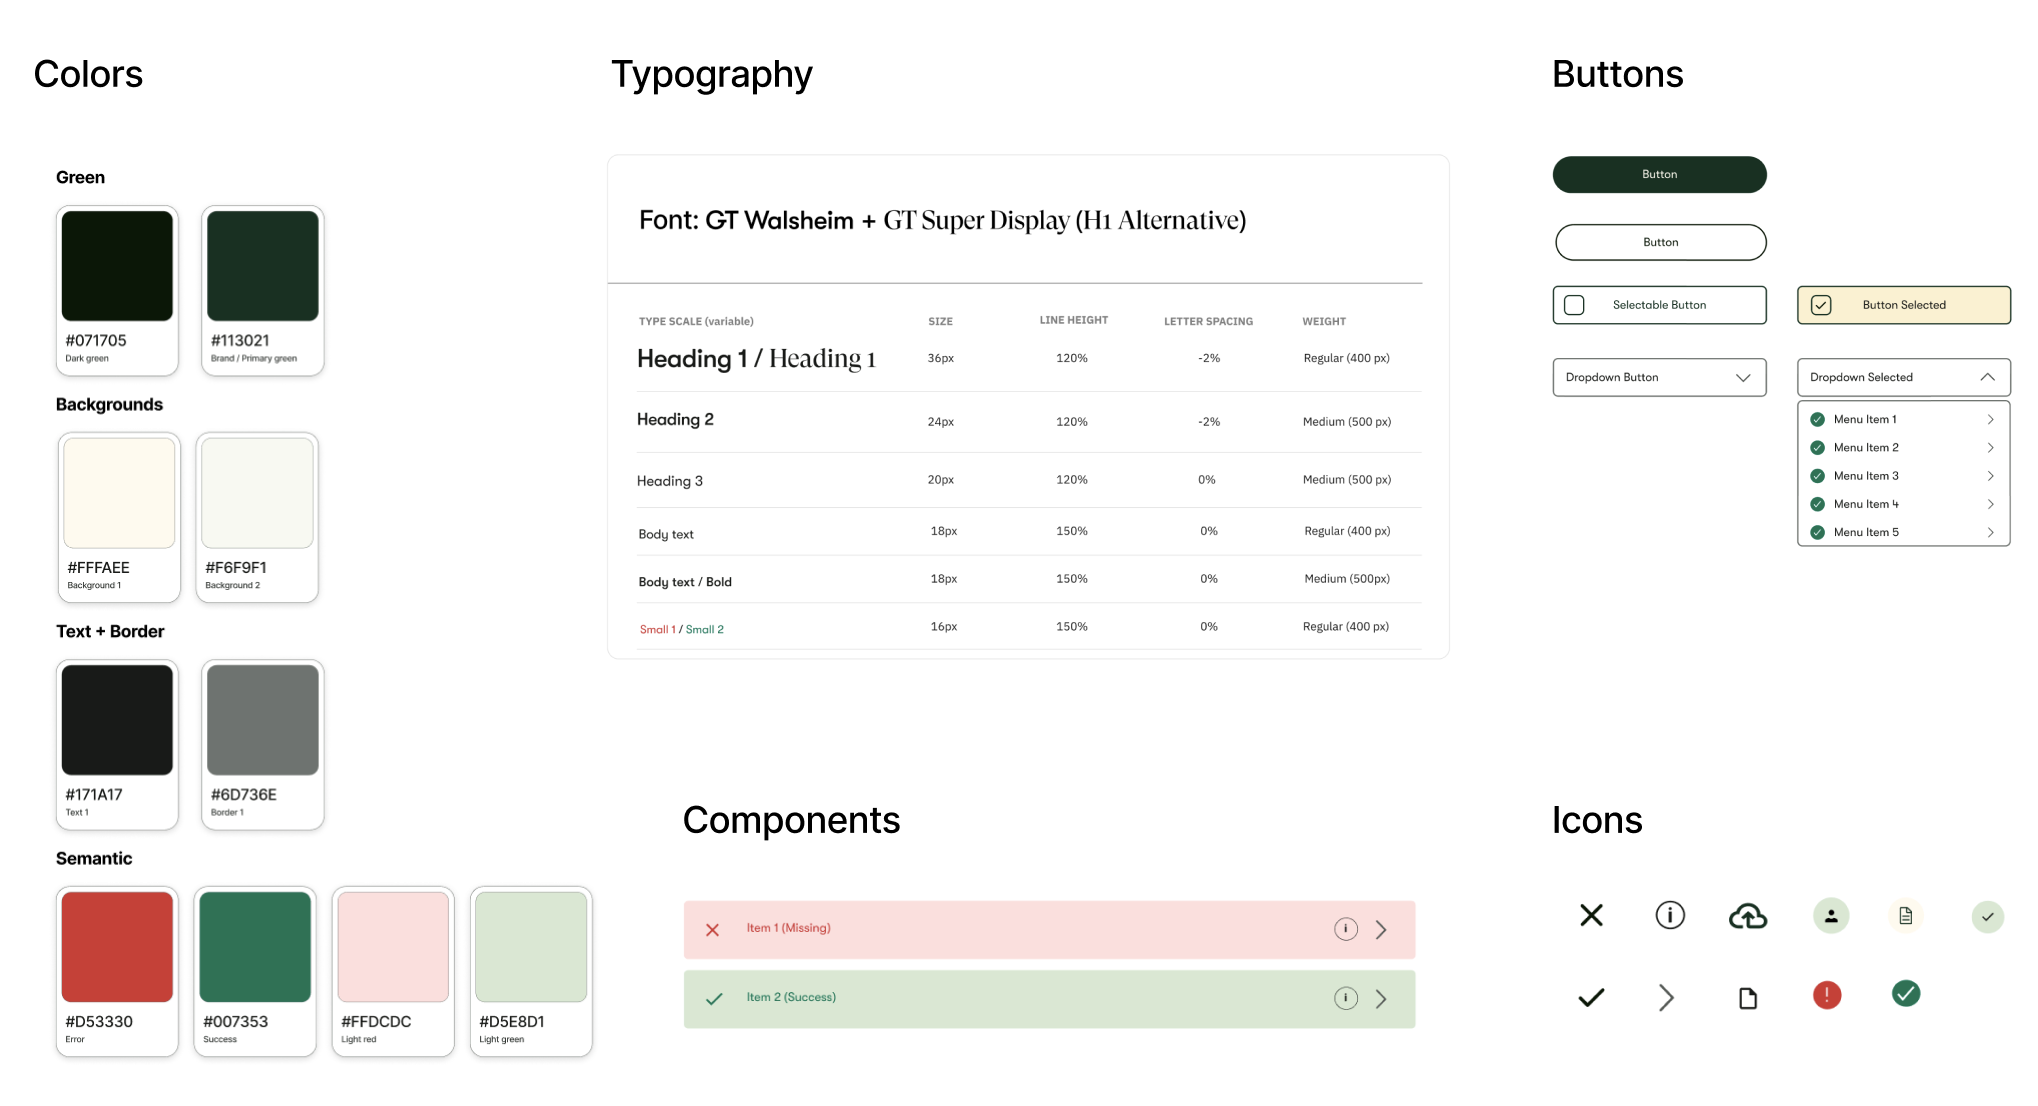 Colors
Green
#071705
Dark green
#113021
Brand / Primary green
Backgrounds
#FFFAEE
Background 1
#F6F9F1
Background 2
Text + Border
#171A17
Text 1
#6D736E
Border 1
Semantic
#D53330
Error
#007353
Success
#FFDCDC
Light red
#D5E8D1
Light green
Typography
Font: GT Walsheim + GT Super Display (H1 Alternative)
TYPE SCALE (variable) SIZE LINE HEIGHT LETTER SPACING WEIGHT
Heading 1 / Heading 1 36px 120% -2% Regular (400 px)
Heading 2 24px 120% -2% Medium (500 px)
Heading 3 20px 120% 0% Medium (500 px)
Body text 18px 150% 0% Regular (400 px)
Body text / Bold 18px 150% 0% Medium (500px)
Small 1 / Small 2 16px 150% 0% Regular (400 px)
Components
Item 1 (Missing)
Item 2 (Success)
Buttons
Button
Button
Selectable Button
Button Selected
Dropdown Button
Dropdown Selected
Menu Item 1
Menu Item 2
Menu Item 3
Menu Item 4
Menu Item 5
Icons